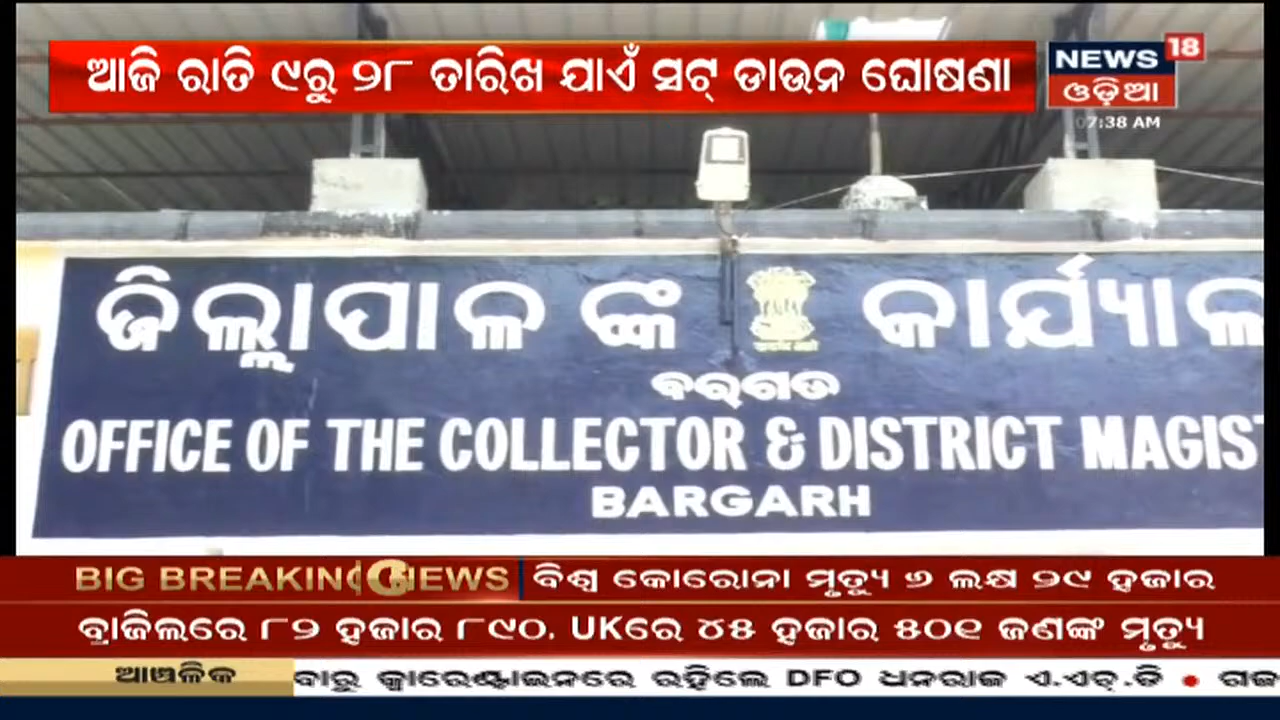 ଆଜି ରାତି ୯ରୁ ୨୮ ତାରିଖ ଯାଏଁ ସଟ୍ ଡାଉନ ଘୋଷଣା
NEWS 18
ଓଡ଼ିଆ
07:38 AM
ଜିଲ୍ଲାପାଳ ଙ୍କ କାର୍ଯ୍ୟାଳ
ବରଗଡ
OFFICE OF THE COLLECTOR & DISTRICT MAGIST
BARGARH
BIG BREAKING NEWS
ବିଶ୍ୱ କୋରୋନା ମୃତ୍ୟୁ ୬ ଲକ୍ଷ ୨୯ ହଜାର
ବ୍ରାଜିଲରେ ୮୨ ହଜାର ୮୯୦, UKରେ ୪୫ ହଜାର ୫୦୧ ଜଣଙ୍କ ମୃତ୍ୟୁ
ଆଞ୍ଚଳିକ
ବାରୁ କ୍ୱାରେଣ୍ଟାଇନରେ ରହିଲେ DFO ଧନରାଜ ଏ.ଏଚ୍.ଡି •